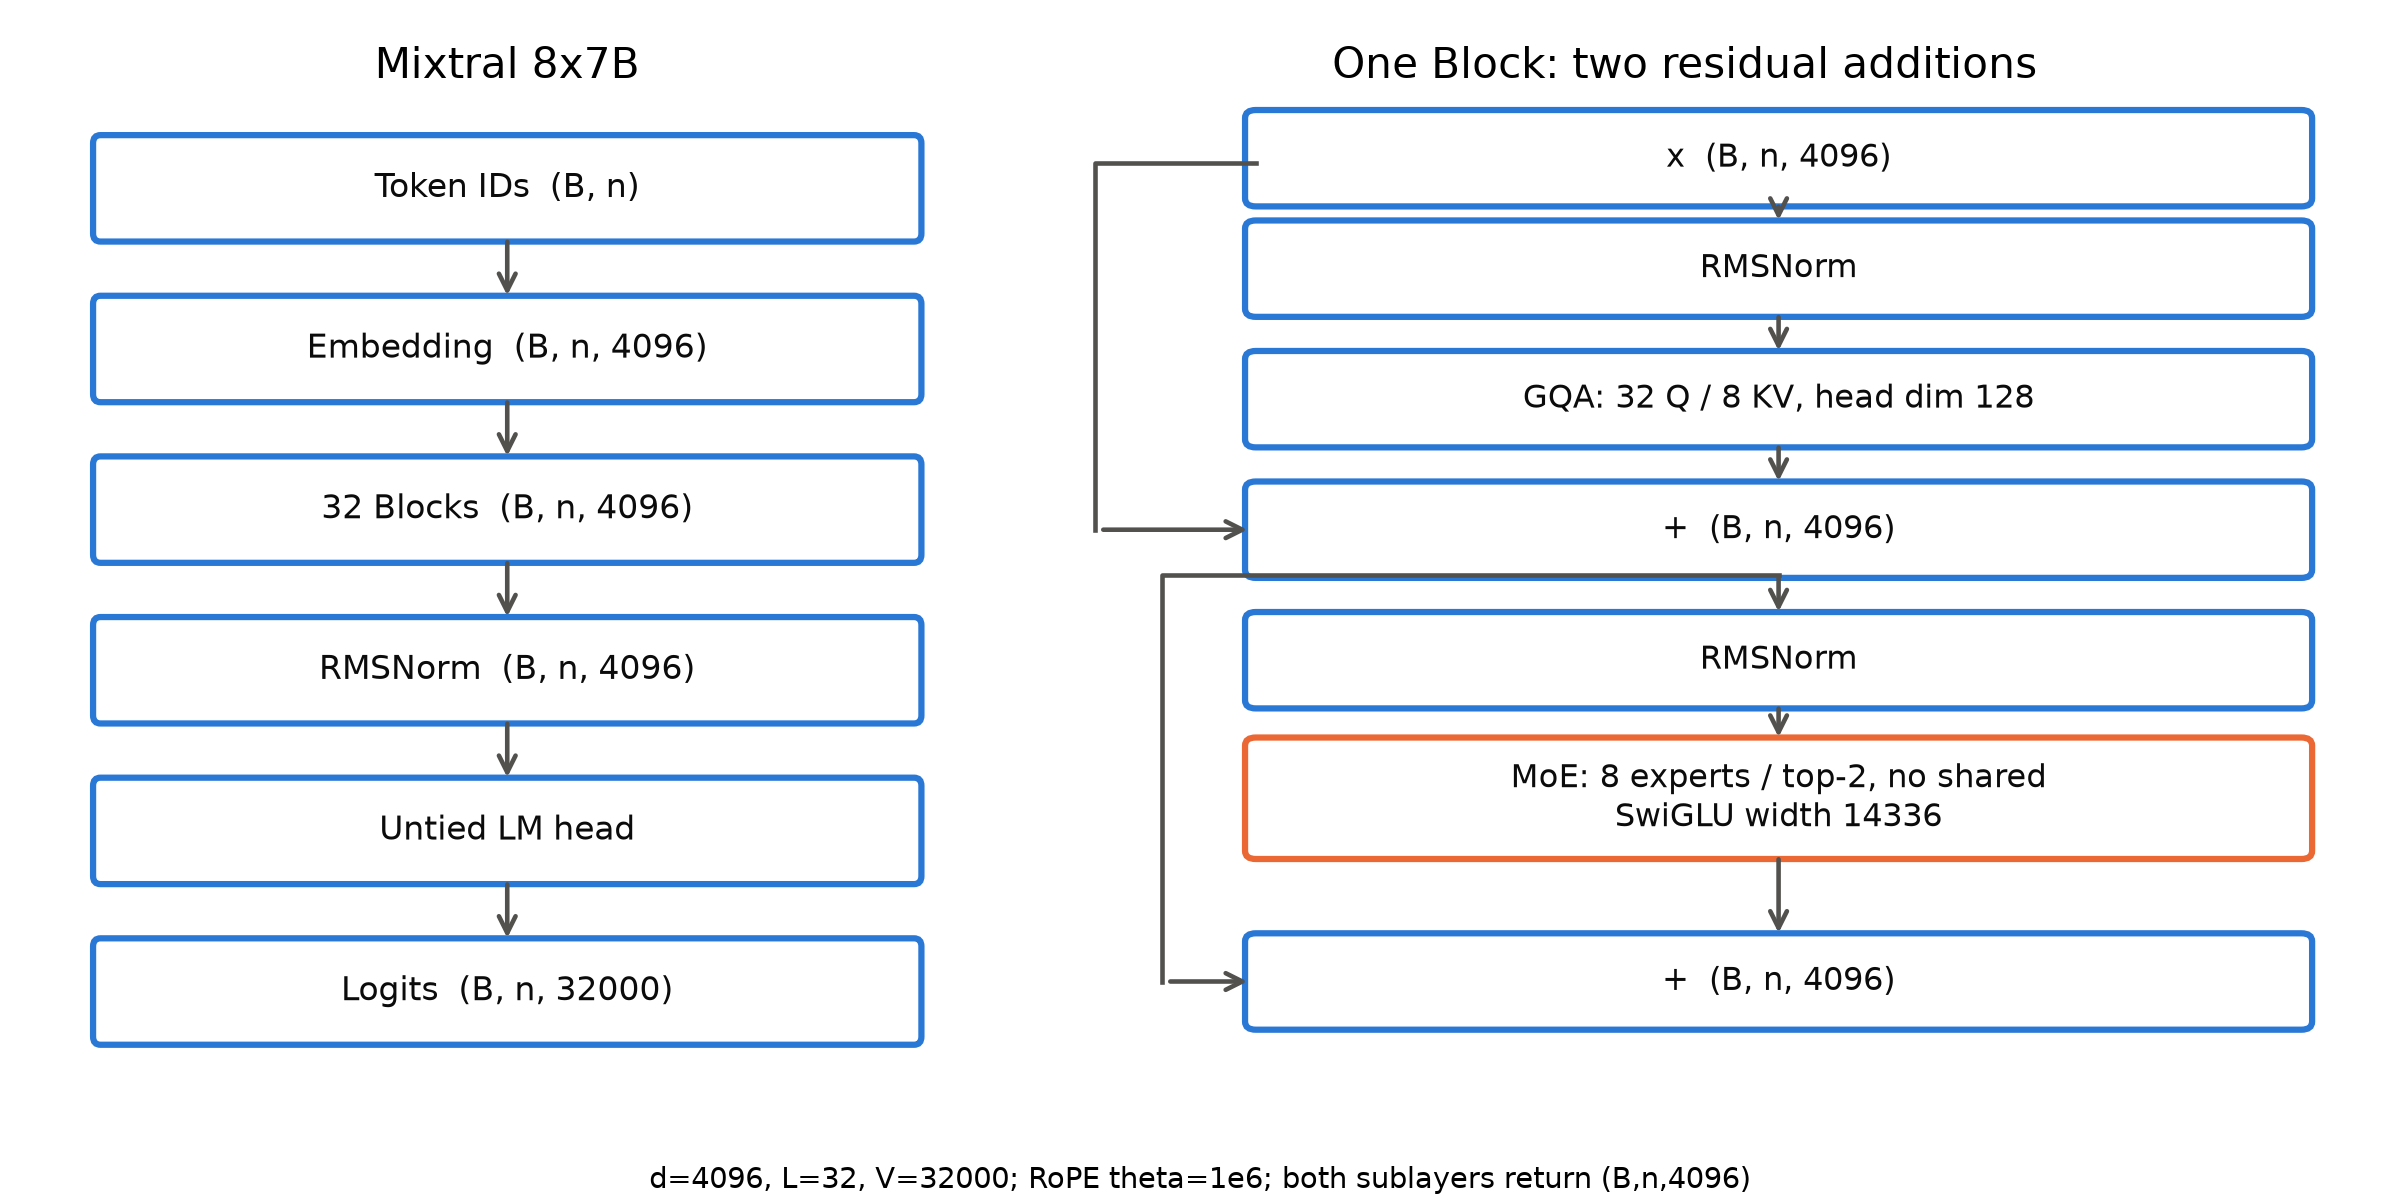 Mixtral 8x7B
Token IDs  (B, n)
Embedding  (B, n, 4096)
32 Blocks  (B, n, 4096)
RMSNorm  (B, n, 4096)
Untied LM head
Logits  (B, n, 32000)
One Block: two residual additions
x  (B, n, 4096)
RMSNorm
GQA: 32 Q / 8 KV, head dim 128
+  (B, n, 4096)
RMSNorm
MoE: 8 experts / top-2, no shared
SwiGLU width 14336
+  (B, n, 4096)
d=4096, L=32, V=32000; RoPE theta=1e6; both sublayers return (B,n,4096)